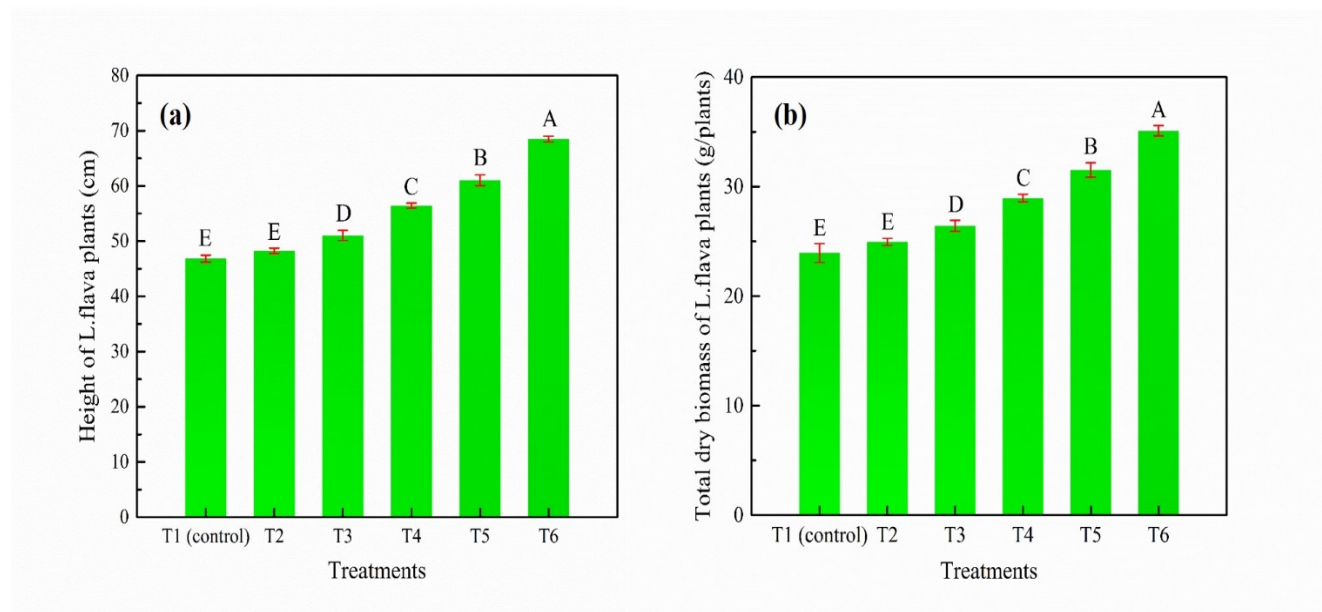 (a)
Height of L.flava plants (cm)
80
70
60
50
40
30
20
10
0
E
E
D
C
B
A
T1 (control) T2 T3 T4 T5 T6
Treatments
(b)
Total dry biomass of L.flava plants (g/plants)
40
30
20
10
0
E
E
D
C
B
A
T1 (control) T2 T3 T4 T5 T6
Treatments